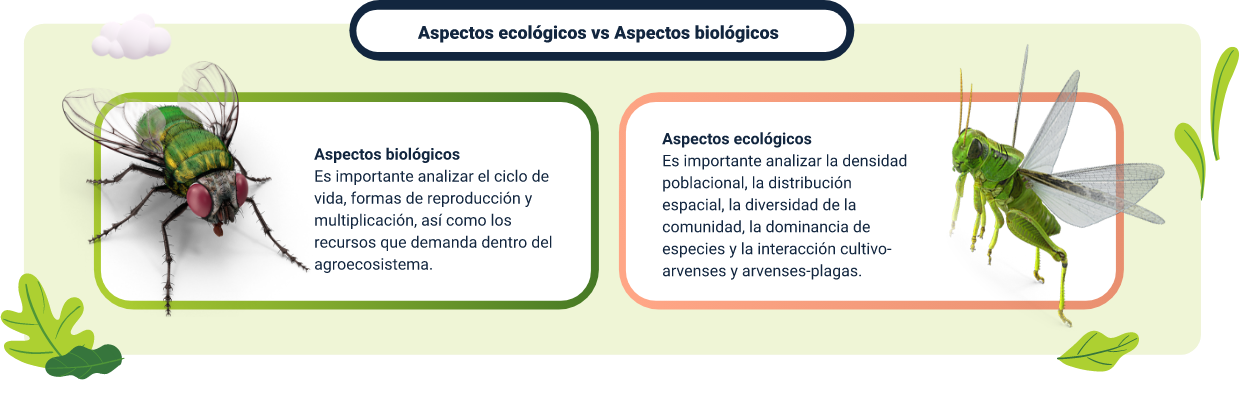 Aspectos ecológicos vs Aspectos biológicos
Aspectos biológicos
Es importante analizar el ciclo de
vida, formas de reproducción y
multiplicación, así como los
recursos que demanda dentro del
agroecosistema.
Aspectos ecológicos
Es importante analizar la densidad
poblacional, la distribución
espacial, la diversidad de la
comunidad, la dominancia de
especies y la interacción cultivo-
arvenses y arvenses-plagas.